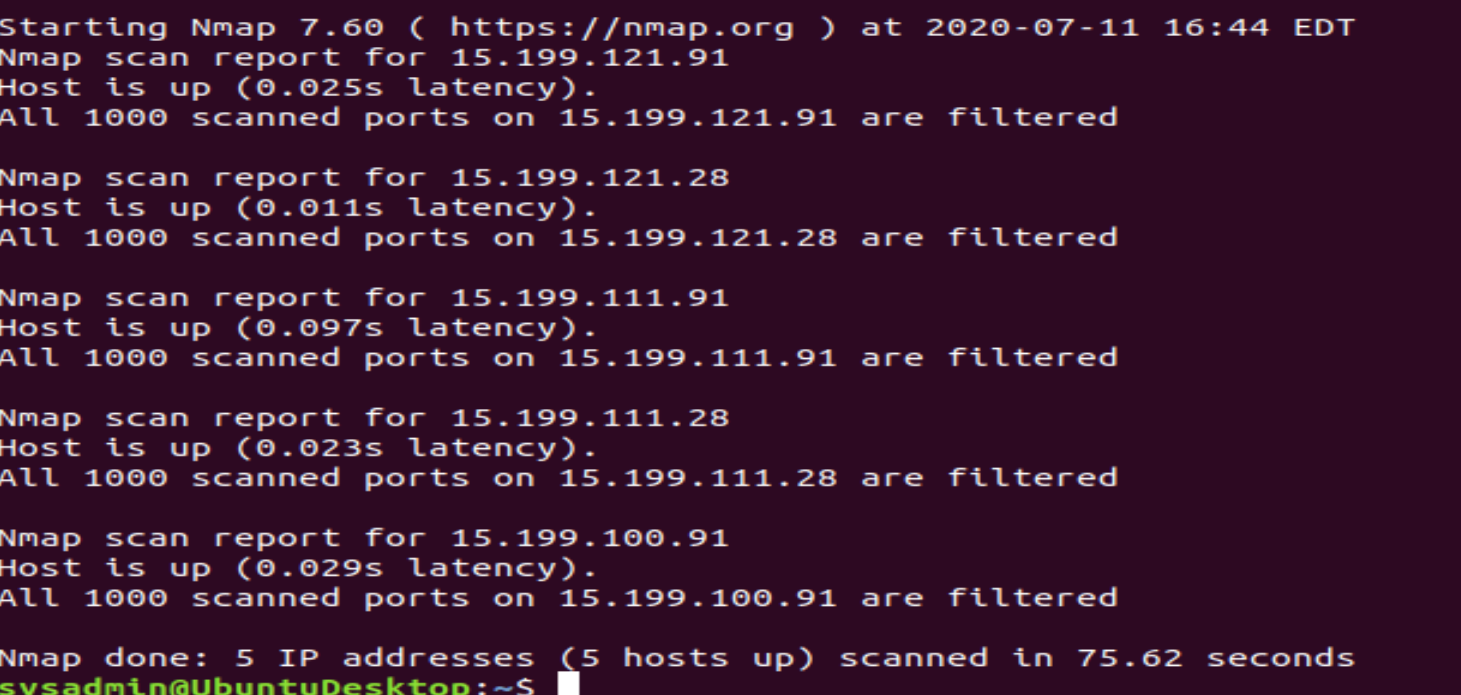 Starting Nmap 7.60 ( https://nmap.org ) at 2020-07-11 16:44 EDT
Nmap scan report for 15.199.121.91
Host is up (0.025s latency).
All 1000 scanned ports on 15.199.121.91 are filtered
Nmap scan report for 15.199.121.28
Host is up (0.011s latency).
All 1000 scanned ports on 15.199.121.28 are filtered
Nmap scan report for 15.199.111.91
Host is up (0.097s latency).
All 1000 scanned ports on 15.199.111.91 are filtered
Nmap scan report for 15.199.111.28
Host is up (0.023s latency).
All 1000 scanned ports on 15.199.111.28 are filtered
Nmap scan report for 15.199.100.91
Host is up (0.029s latency).
All 1000 scanned ports on 15.199.100.91 are filtered
Nmap done: 5 IP addresses (5 hosts up) scanned in 75.62 seconds
sysadmin@UbuntuDesktop:~$